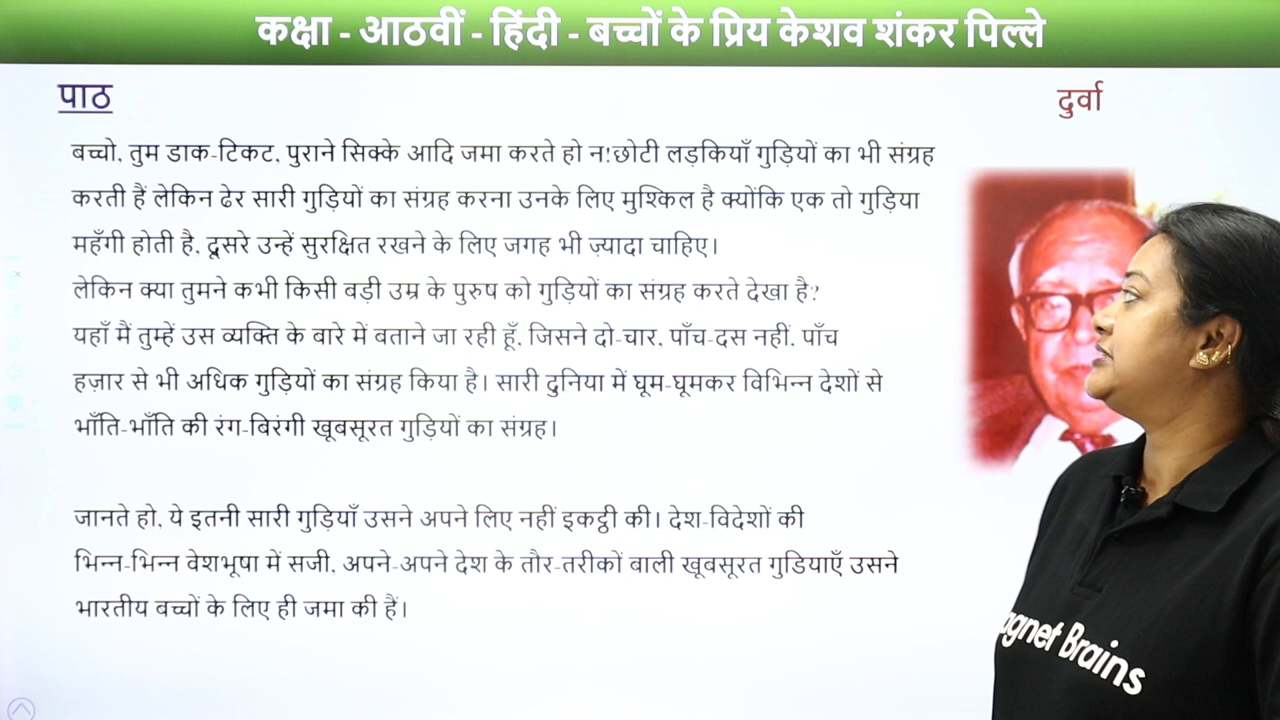 कक्षा - आठवीं - हिंदी - बच्चों के प्रिय केशव शंकर पिल्ले
पाठ
दुर्वा
बच्चो, तुम डाक-टिकट, पुराने सिक्के आदि जमा करते हो न!छोटी लड़कियाँ गुड़ियों का भी संग्रह
करती हैं लेकिन ढेर सारी गुड़ियों का संग्रह करना उनके लिए मुश्किल है क्योंकि एक तो गुड़िया
महँगी होती है, दूसरे उन्हें सुरक्षित रखने के लिए जगह भी ज़्यादा चाहिए।
लेकिन क्या तुमने कभी किसी बड़ी उम्र के पुरुष को गुड़ियों का संग्रह करते देखा है?
यहाँ मैं तुम्हें उस व्यक्ति के बारे में बताने जा रही हूँ, जिसने दो-चार, पाँच-दस नहीं, पाँच
हज़ार से भी अधिक गुड़ियों का संग्रह किया है। सारी दुनिया में घूम-घूमकर विभिन्न देशों से
भाँति-भाँति की रंग-बिरंगी खूबसूरत गुड़ियों का संग्रह।
जानते हो, ये इतनी सारी गुड़ियाँ उसने अपने लिए नहीं इकट्ठी की। देश-विदेशों की
भिन्न-भिन्न वेशभूषा में सजी, अपने-अपने देश के तौर-तरीकों बाली खूबसूरत गुडियाएँ उसने
भारतीय बच्चों के लिए ही जमा की हैं।
agnet Brains